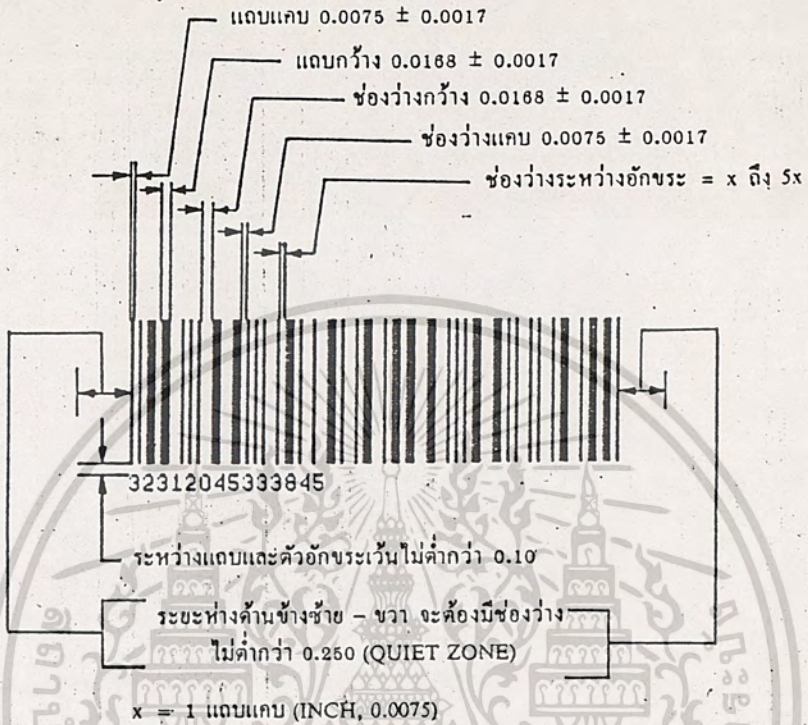 แถบแคบ 0.0075 ± 0.0017
แถบกว้าง 0.0168 ± 0.0017
ช่องว่างกว้าง 0.0168 ± 0.0017
ช่องว่างแคบ 0.0075 ± 0.0017
ช่องว่างระหว่างอักขระ = x ถึง 5x
32312045333845
ระหว่างแถบและตัวอักขระเว้นไม่ต่ำกว่า 0.10
ระยะห่างด้านข้างซ้าย - ขวา จะต้องมีช่องว่าง
ไม่ต่ำกว่า 0.250 (QUIET ZONE)
x = 1 แถบแคบ (INCH, 0.0075)